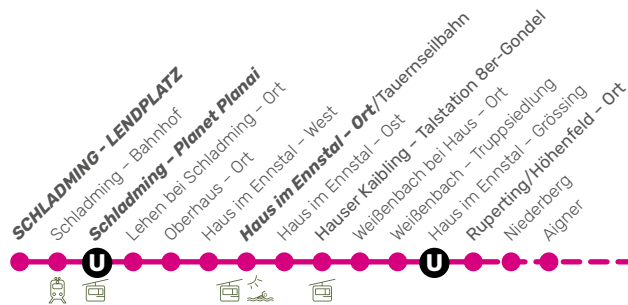 SCHLADMING – LENDPLATZ
Schladming – Bahnhof
Schladming – Planet Planai
Lehen bei Schladming – Ort
Oberhaus – Ort
Haus im Ennstal – West
Haus im Ennstal – Ort/Tauernseilbahn
Haus im Ennstal – Ost
Hauser Kaibling – Talstation 8er-Gondel
Weißenbach bei Haus – Ort
Weißenbach – Truppsiedlung
Haus im Ennstal – Grössing
Ruperting/Höhenfeld – Ort
Niederberg
Aigner
U
U